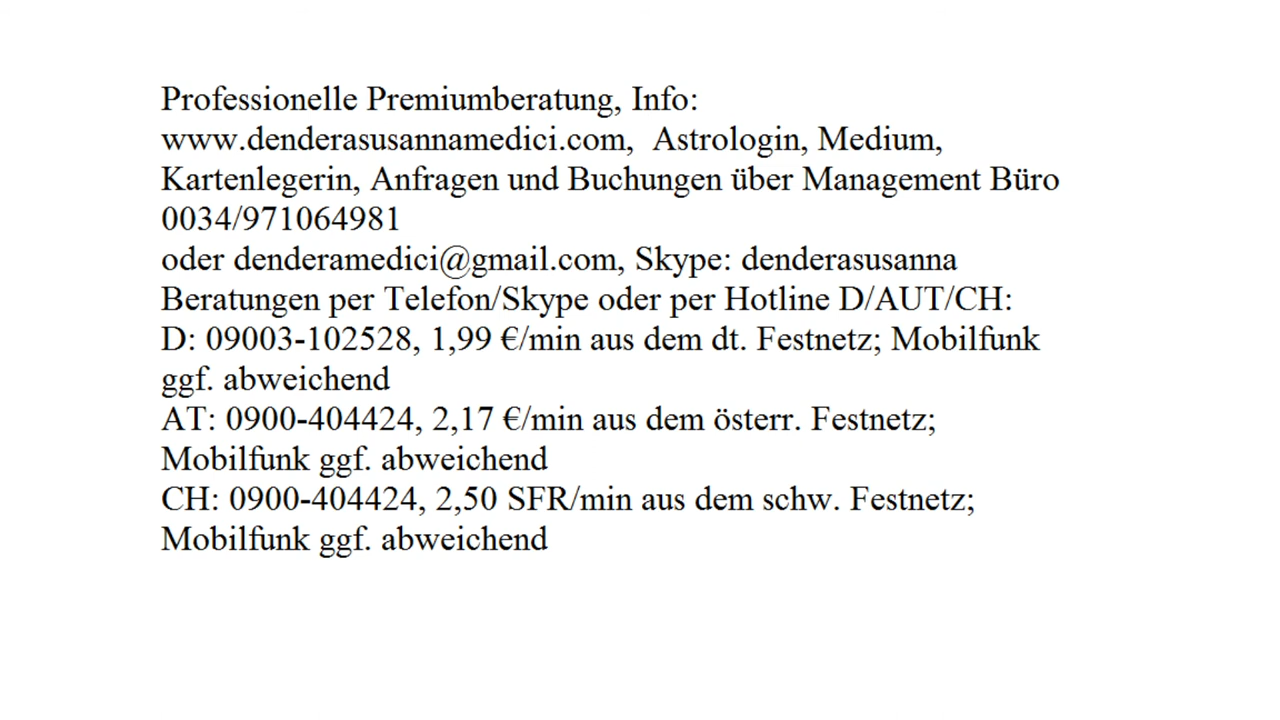 Professionelle Premiumberatung, Info:
www.denderasusannamedici.com,  Astrologin, Medium,
Kartenlegerin, Anfragen und Buchungen über Management Büro
0034/971064981
oder denderamedici@gmail.com, Skype: denderasusanna
Beratungen per Telefon/Skype oder per Hotline D/AUT/CH:
D: 09003-102528, 1,99 €/min aus dem dt. Festnetz; Mobilfunk
ggf. abweichend
AT: 0900-404424, 2,17 €/min aus dem österr. Festnetz;
Mobilfunk ggf. abweichend
CH: 0900-404424, 2,50 SFR/min aus dem schw. Festnetz;
Mobilfunk ggf. abweichend